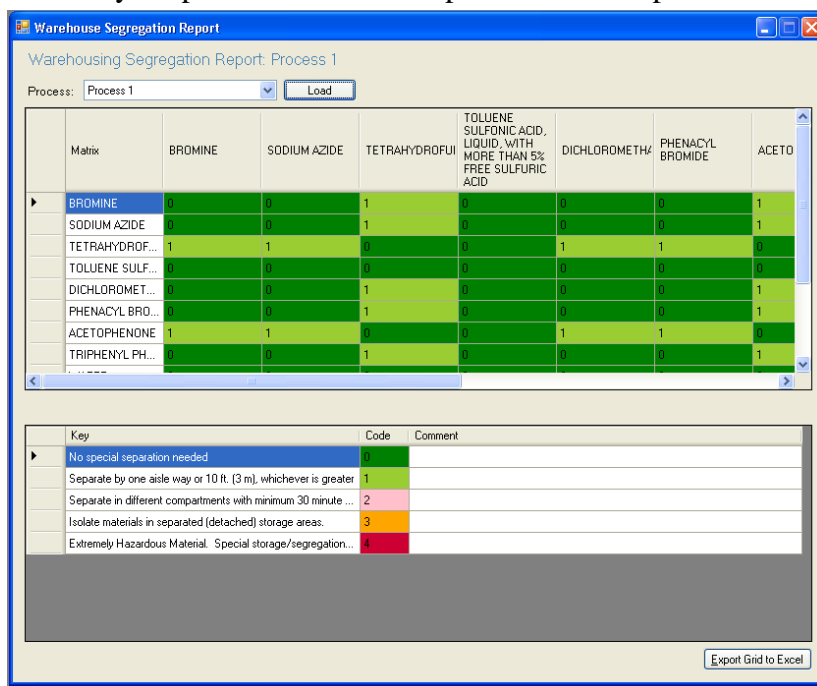 Warehouse Segregation Report
Warehousing Segregation Report: Process 1
Process: Process 1 Load
Matrix BROMINE SODIUM AZIDE TETRAHYDROFUI TOLUENE SULFONIC ACID, LIQUID, WITH MORE THAN 5% FREE SULFURIC ACID DICHLOROMETHA PHENACYL BROMIDE ACETO
BROMINE 0 0 1 0 0 0 1
SODIUM AZIDE 0 0 1 0 0 0 1
TETRAHYDROF... 1 1 0 0 1 1 0
TOLUENE SULF... 0 0 0 0 0 0 0
DICHLOROMET... 0 0 1 0 0 0 1
PHENACYL BRO... 0 0 1 0 0 0 1
ACETOPHENONE 1 1 0 0 1 1 0
TRIPHENYL PH... 0 0 1 0 0 0 1
Key Code Comment
No special separation needed 0
Separate by one aisle way or 10 ft. (3 m), whichever is greater 1
Separate in different compartments with minimum 30 minute ... 2
Isolate materials in separated (detached) storage areas. 3
Extremely Hazardous Material. Special storage/segregation... 4
Export Grid to Excel